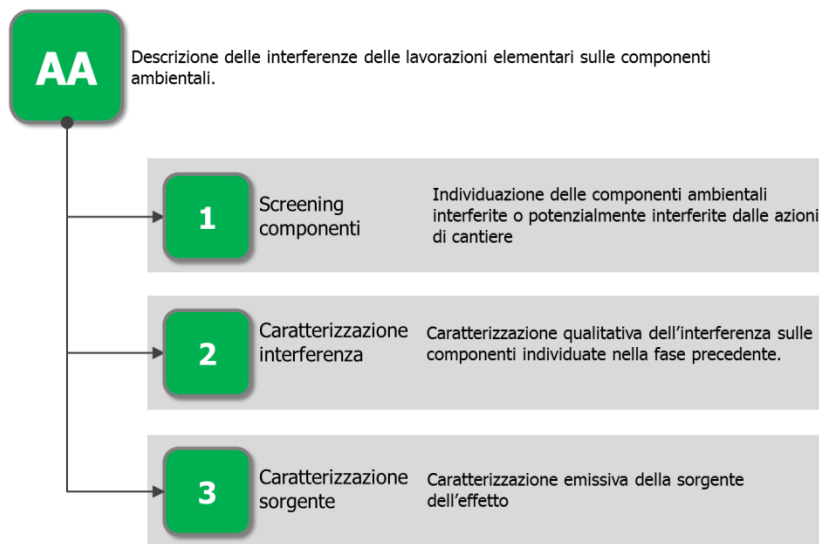 AA
Descrizione delle interferenze delle lavorazioni elementari sulle componenti
ambientali.
1
Screening
componenti
Individuazione delle componenti ambientali
interferite o potenzialmente interferite dalle azioni
di cantiere
2
Caratterizzazione
interferenza
Caratterizzazione qualitativa dell’interferenza sulle
componenti individuate nella fase precedente.
3
Caratterizzazione
sorgente
Caratterizzazione emissiva della sorgente
dell’effetto